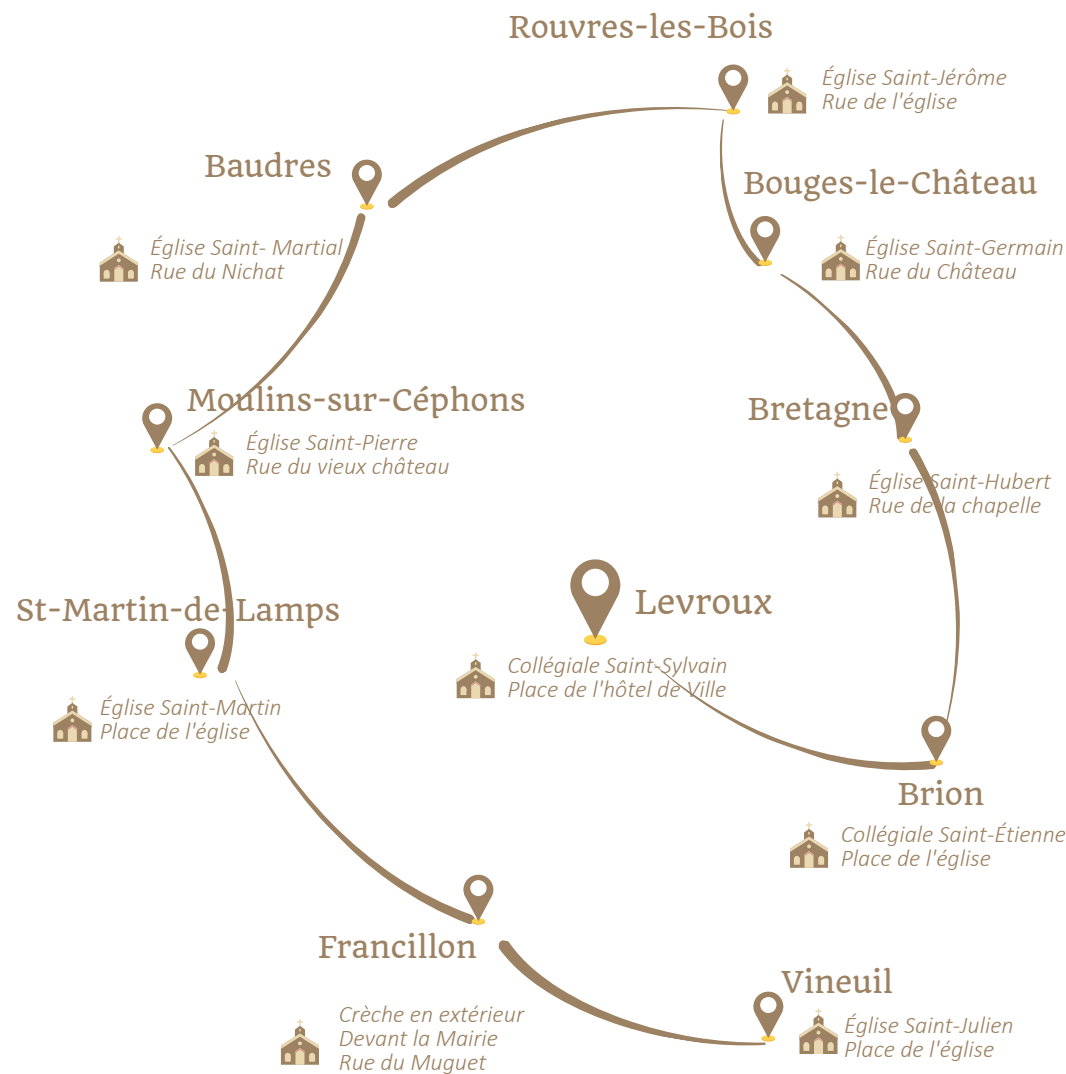 Rouvres-les-Bois
Église Saint-Jérôme
Rue de l'église
Baudres
Église Saint- Martial
Rue du Nichat
Bouges-le-Château
Église Saint-Germain
Rue du Château
Moulins-sur-Céphons
Église Saint-Pierre
Rue du vieux château
Bretagne
Église Saint-Hubert
Rue de la chapelle
St-Martin-de-Lamps
Église Saint-Martin
Place de l'église
Levroux
Collégiale Saint-Sylvain
Place de l'hôtel de Ville
Brion
Collégiale Saint-Étienne
Place de l'église
Francillon
Crèche en extérieur
Devant la Mairie
Rue du Muguet
Vineuil
Église Saint-Julien
Place de l'église